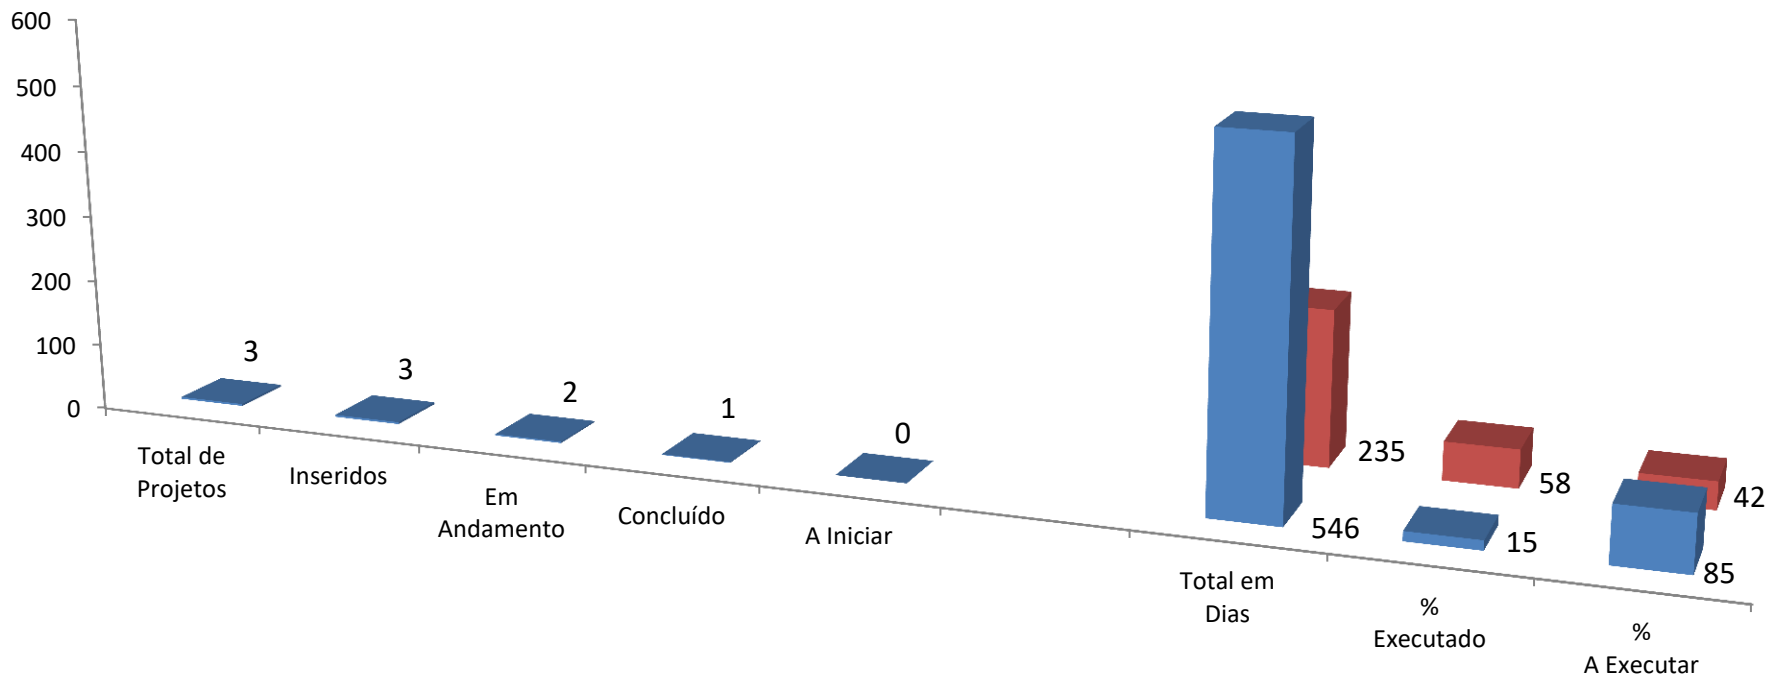 600
500
400
300
200
100
0
3
3
2
1
0
235
58
42
546
15
85
Total de
Projetos
Inseridos
Em
Andamento
Concluído
A Iniciar
Total em
Dias
%
Executado
%
A Executar